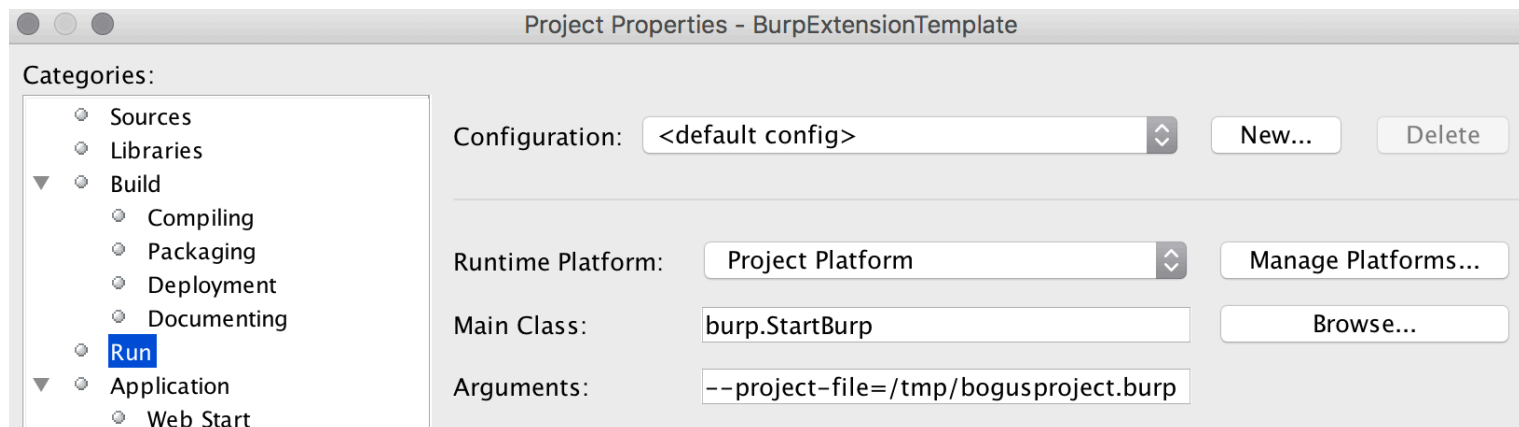 Project Properties - BurpExtensionTemplate
Categories:
Sources
Libraries
Build
Compiling
Packaging
Deployment
Documenting
Run
Application
Web Start
Configuration: <default config> New... Delete
Runtime Platform: Project Platform Manage Platforms...
Main Class: burp.StartBurp Browse...
Arguments: --project-file=/tmp/bogusproject.burp